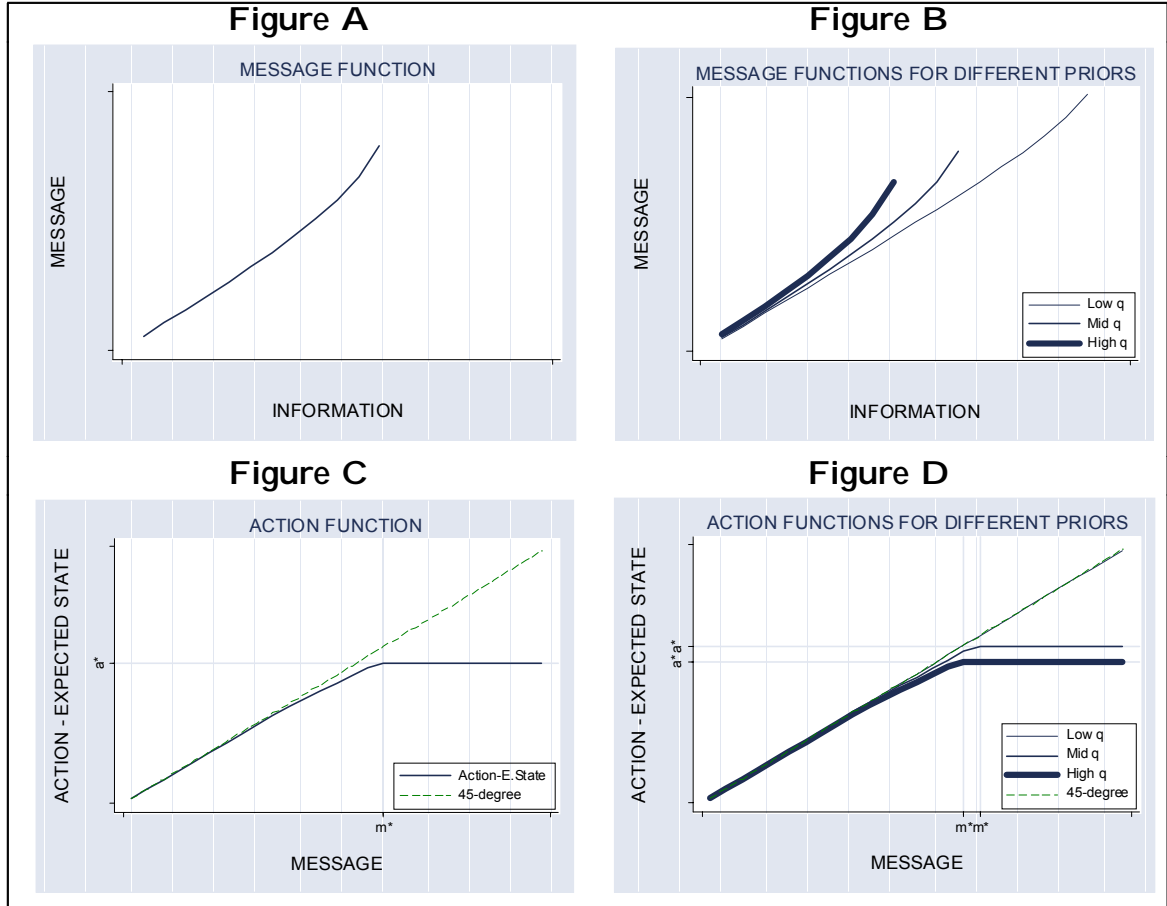 Figure A
MESSAGE FUNCTION
MESSAGE
INFORMATION
Figure B
MESSAGE FUNCTIONS FOR DIFFERENT PRIORS
MESSAGE
Low q
Mid q
High q
INFORMATION
Figure C
ACTION FUNCTION
ACTION - EXPECTED STATE
a*
Action-E.State
45-degree
m*
MESSAGE
Figure D
ACTION FUNCTIONS FOR DIFFERENT PRIORS
ACTION - EXPECTED STATE
a* a*
Low q
Mid q
High q
45-degree
m*m*
MESSAGE